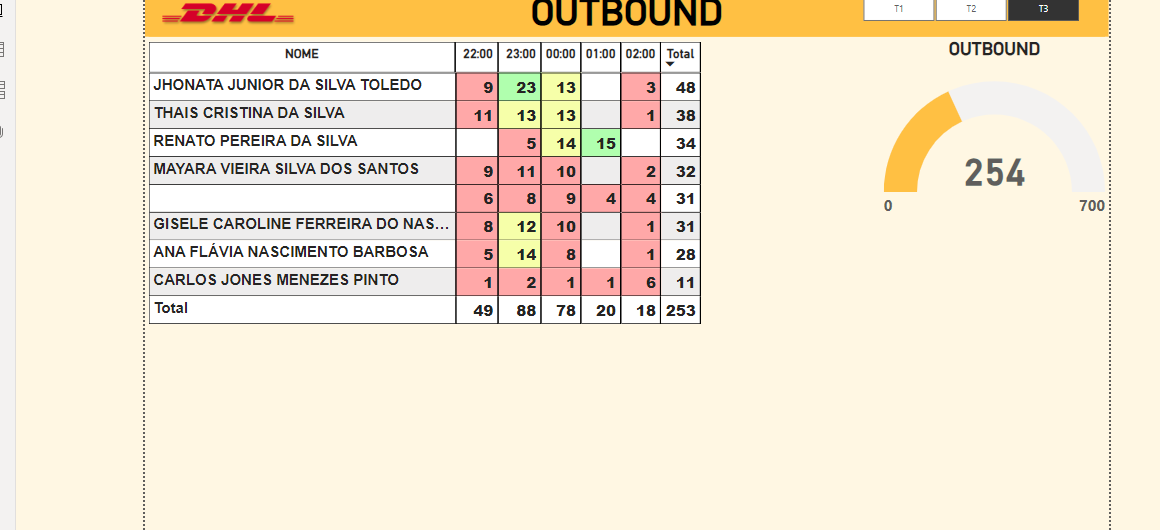 DHL OUTBOUND T1 T2 T3
NOME 22:00 23:00 00:00 01:00 02:00 Total
JHONATA JUNIOR DA SILVA TOLEDO 9 23 13 3 48
THAIS CRISTINA DA SILVA 11 13 13 1 38
RENATO PEREIRA DA SILVA 5 14 15 34
MAYARA VIEIRA SILVA DOS SANTOS 9 11 10 2 32
6 8 9 4 4 31
GISELE CAROLINE FERREIRA DO NAS... 8 12 10 1 31
ANA FLÁVIA NASCIMENTO BARBOSA 5 14 8 1 28
CARLOS JONES MENEZES PINTO 1 2 1 1 6 11
Total 49 88 78 20 18 253
OUTBOUND
254
0 700